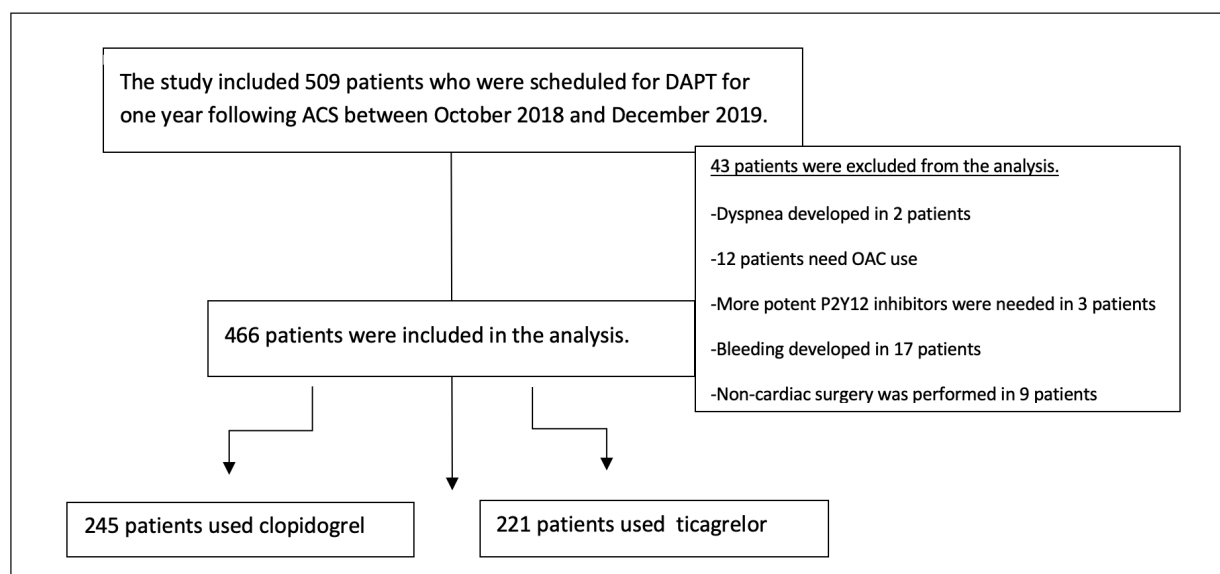 The study included 509 patients who were scheduled for DAPT for
one year following ACS between October 2018 and December 2019.
43 patients were excluded from the analysis.
-Dyspnea developed in 2 patients
-12 patients need OAC use
-More potent P2Y12 inhibitors were needed in 3 patients
-Bleeding developed in 17 patients
-Non-cardiac surgery was performed in 9 patients
466 patients were included in the analysis.
245 patients used clopidogrel
221 patients used  ticagrelor